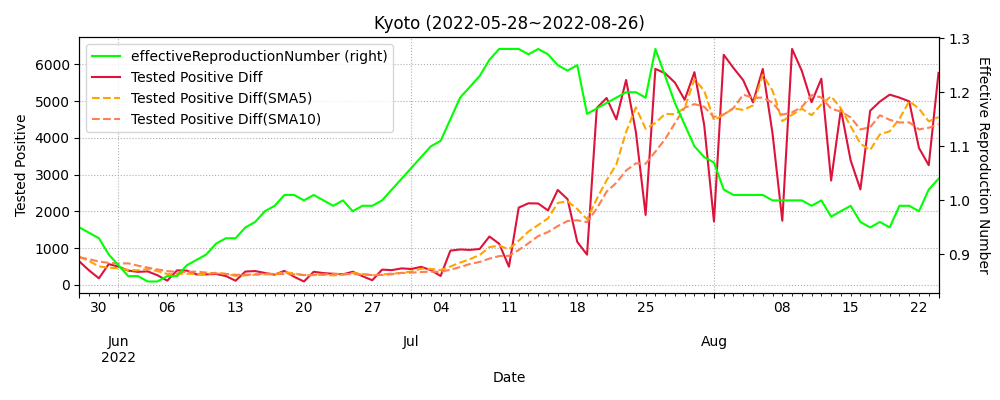 Kyoto (2022-05-28~2022-08-26)
effectiveReproductionNumber (right)
Tested Positive Diff
Tested Positive Diff(SMA5)
Tested Positive Diff(SMA10)
Tested Positive
6000
5000
4000
3000
2000
1000
0
1.3
1.2
1.1
1.0
0.9
Effective Reproduction Number
30 06 13 20 27 04 11 18 25 08 15 22
Jun Jul Aug
2022
Date